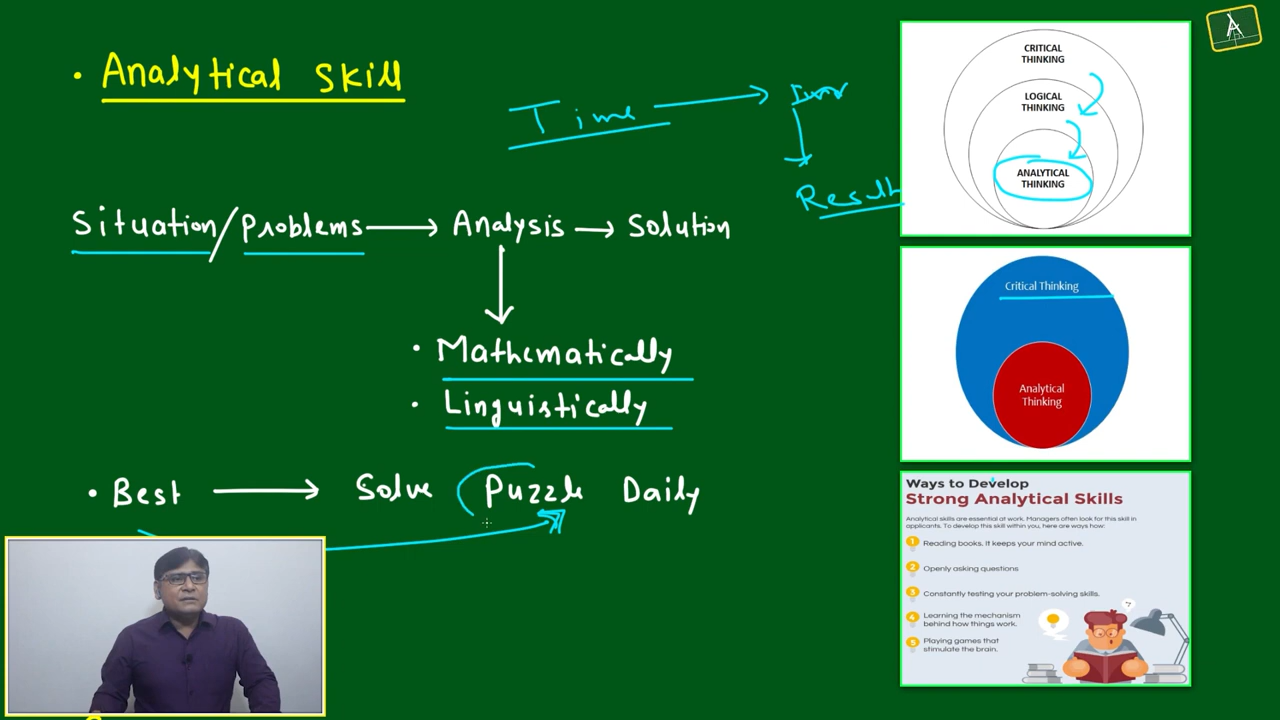 • Analytical Skill
Time →
Result
Situation/Problems → Analysis → Solution
• Mathematically
• Linguistically
• Best → Solve Puzzle Daily
CRITICAL
THINKING
LOGICAL
THINKING
ANALYTICAL
THINKING
Critical Thinking
Analytical
Thinking
Ways to Develop
Strong Analytical Skills
Analytical skills are essential at work. Managers often look for this skill in
applicants. To develop this skill within you, here are ways how:
1 Reading books. It keeps your mind active.
2 Openly asking questions
3 Constantly testing your problem-solving skills.
4 Learning the mechanism
behind how things work.
5 Playing games that
stimulate the brain.
A